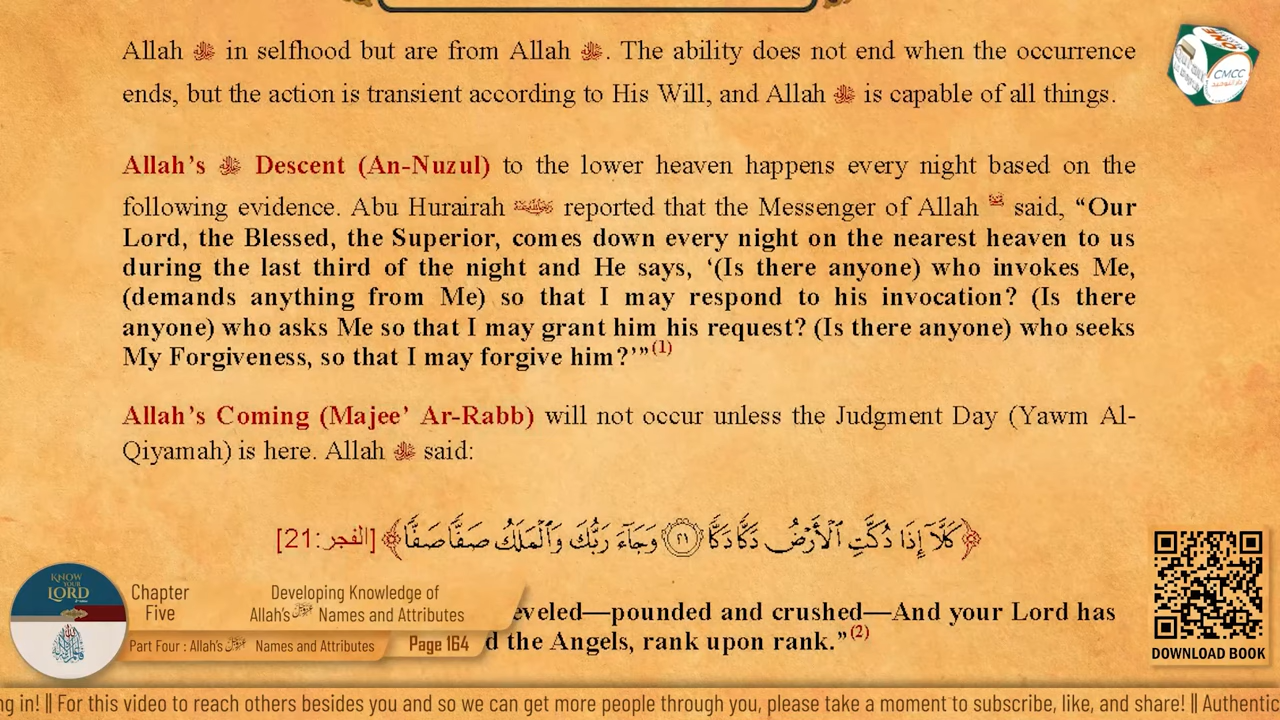 Allah ﷻ in selfhood but are from Allah ﷻ. The ability does not end when the occurrence
ends, but the action is transient according to His Will, and Allah ﷻ is capable of all things.
Allah’s ﷻ Descent (An-Nuzul) to the lower heaven happens every night based on the
following evidence. Abu Hurairah reported that the Messenger of Allah ﷺ said, “Our
Lord, the Blessed, the Superior, comes down every night on the nearest heaven to us
during the last third of the night and He says, ‘(Is there anyone) who invokes Me,
(demands anything from Me) so that I may respond to his invocation? (Is there
anyone) who asks Me so that I may grant him his request? (Is there anyone) who seeks
My Forgiveness, so that I may forgive him?’”(1)
Allah’s Coming (Majee’ Ar-Rabb) will not occur unless the Judgment Day (Yawm Al-
Qiyamah) is here. Allah ﷻ said:
﴿كَلَّآ إِذَا دُكَّتِ ٱلْأَرْضُ دَكًّا دَكًّا ٢١ وَجَآءَ رَبُّكَ وَٱلْمَلَكُ صَفًّا صَفًّا﴾ [الفجر:21]
eveled—pounded and crushed—And your Lord has
d the Angels, rank upon rank.”(2)
KNOW
YOUR
LORD
Chapter
Five
Developing Knowledge of
Allah’s ﷻ Names and Attributes
Part Four : Allah’s ﷻ Names and Attributes
Page 164
CMCC
DOWNLOAD BOOK
ng in! || For this video to reach others besides you and so we can get more people through you, please take a moment to subscribe, like, and share! || Authentic